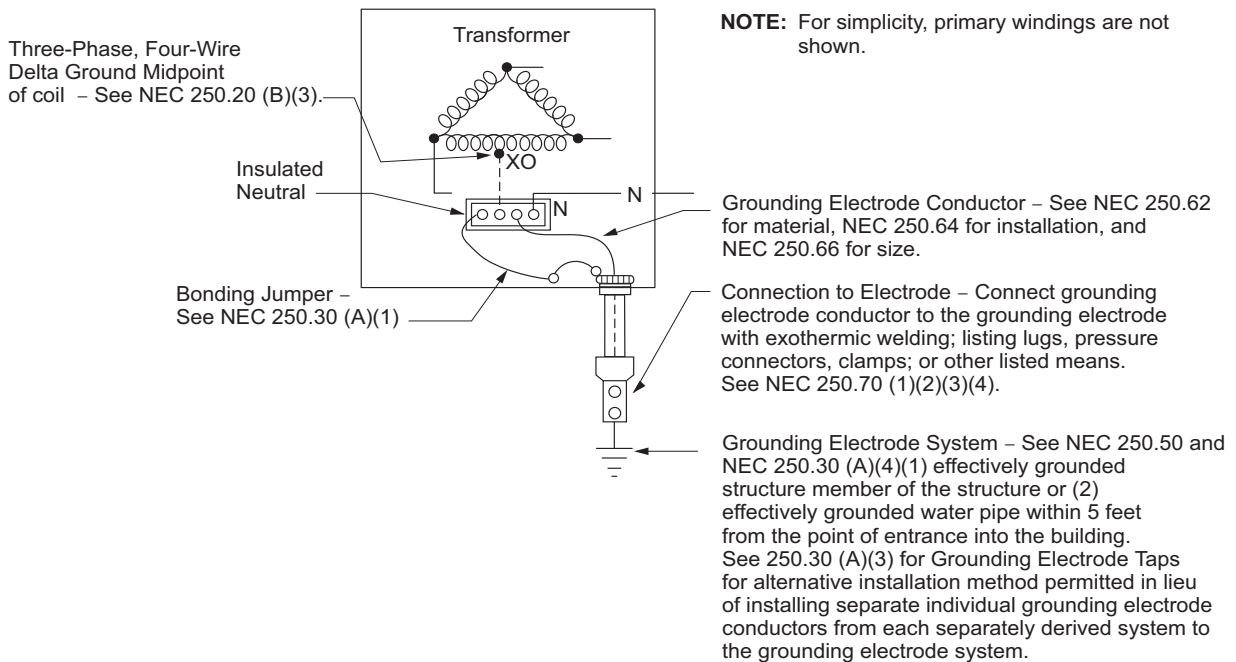 Transformer
NOTE: For simplicity, primary windings are not
shown.
Three-Phase, Four-Wire
Delta Ground Midpoint
of coil – See NEC 250.20 (B)(3).
XO
Insulated
Neutral
N
N
Grounding Electrode Conductor – See NEC 250.62
for material, NEC 250.64 for installation, and
NEC 250.66 for size.
Bonding Jumper –
See NEC 250.30 (A)(1)
Connection to Electrode – Connect grounding
electrode conductor to the grounding electrode
with exothermic welding; listing lugs, pressure
connectors, clamps; or other listed means.
See NEC 250.70 (1)(2)(3)(4).
Grounding Electrode System – See NEC 250.50 and
NEC 250.30 (A)(4)(1) effectively grounded
structure member of the structure or (2)
effectively grounded water pipe within 5 feet
from the point of entrance into the building.
See 250.30 (A)(3) for Grounding Electrode Taps
for alternative installation method permitted in lieu
of installing separate individual grounding electrode
conductors from each separately derived system to
the grounding electrode system.